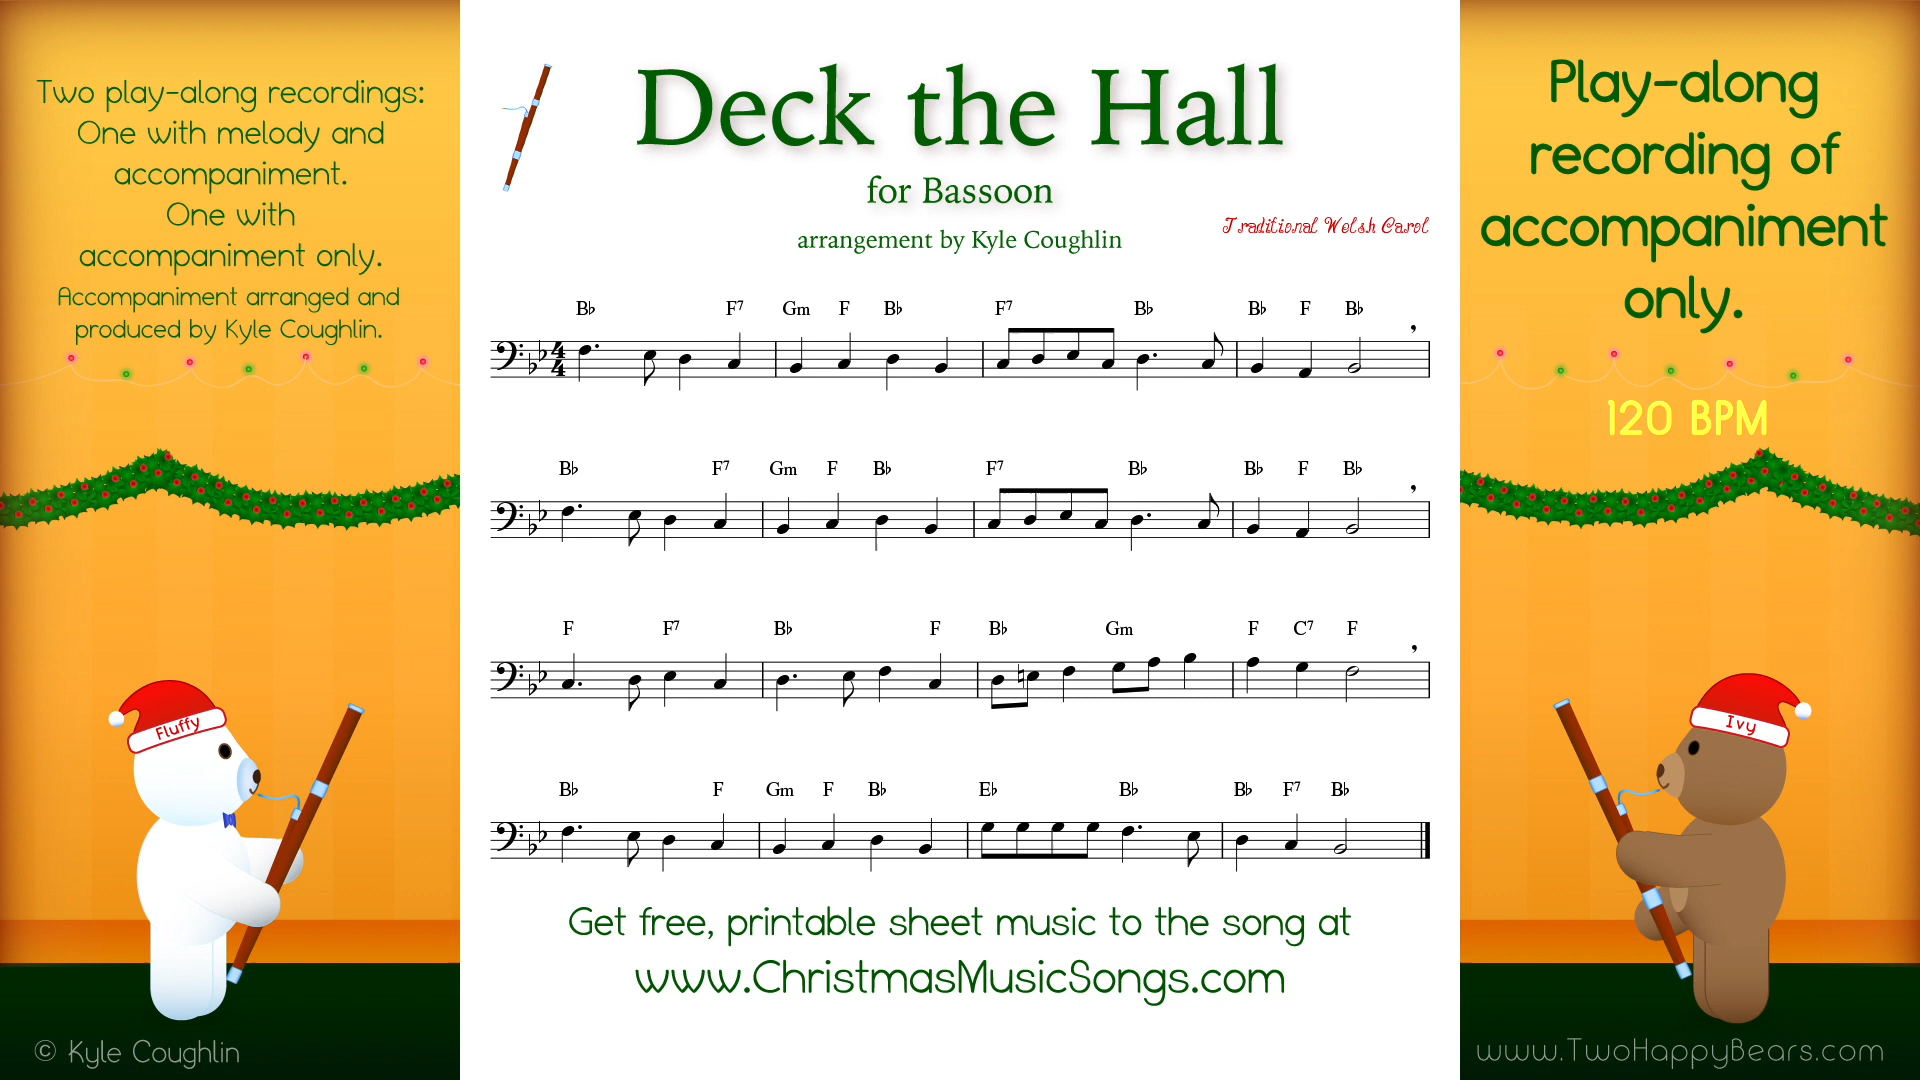 Two play-along recordings:
One with melody and
accompaniment.
One with
accompaniment only.
Accompaniment arranged and
produced by Kyle Coughlin.
Fluffy
© Kyle Coughlin
Deck the Hall
for Bassoon
arrangement by Kyle Coughlin
Traditional Welsh Carol
B♭ F7 Gm F B♭ F7 B♭ B♭ F B♭
4
4
B♭ F7 Gm F B♭ F7 B♭ B♭ F B♭
F F7 B♭ F B♭ Gm F C7 F
B♭ F Gm F B♭ E♭ B♭ B♭ F7 B♭
Get free, printable sheet music to the song at
www.ChristmasMusicSongs.com
Play-along
recording of
accompaniment
only.
120 BPM
Ivy
www.TwoHappyBears.com